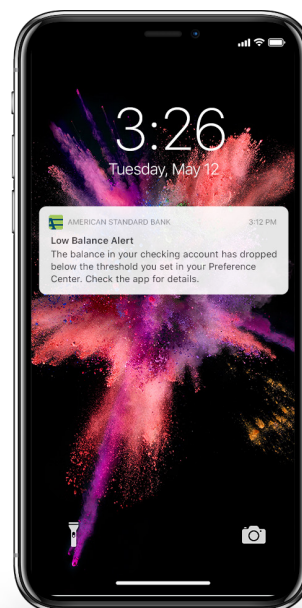 3:26
Tuesday, May 12
AMERICAN STANDARD BANK 3:12 PM
Low Balance Alert
The balance in your checking account has dropped
below the threshold you set in your Preference
Center. Check the app for details.